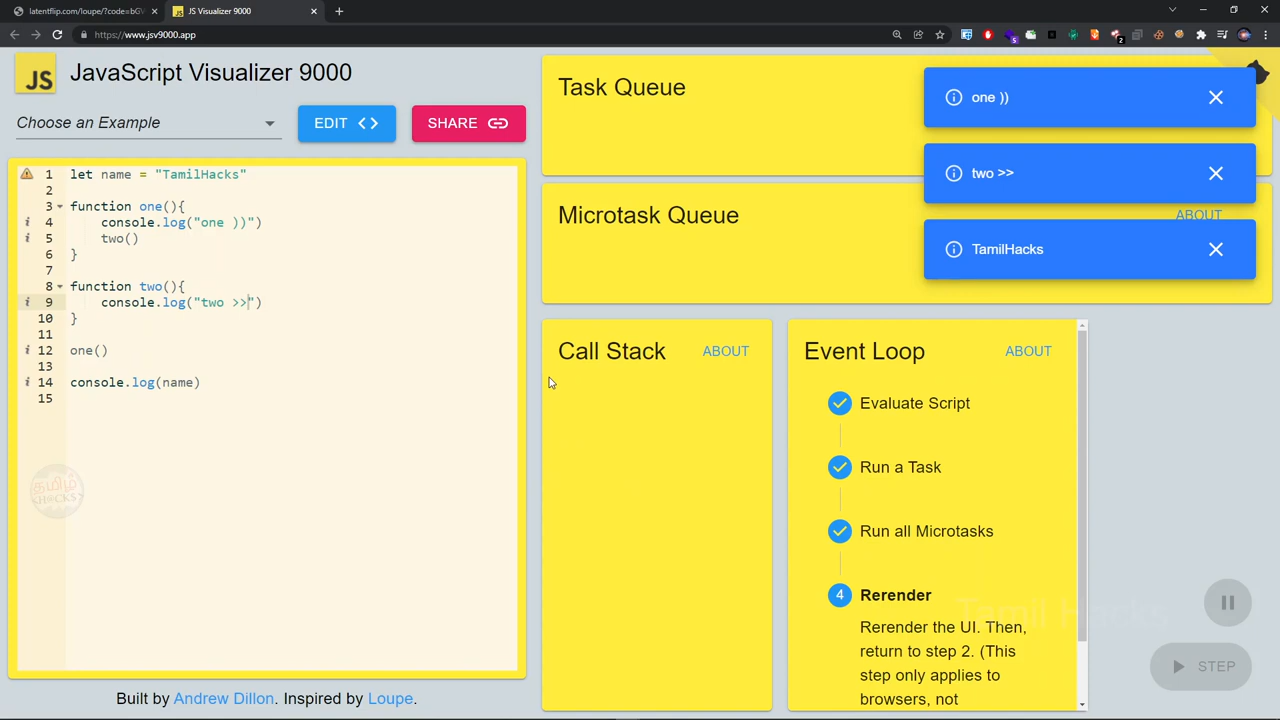 latentflip.com/loupe/?code=bGV
JS Visualizer 9000
https://www.jsv9000.app
JS
JavaScript Visualizer 9000
Choose an Example
EDIT
SHARE
1 let name = "TamilHacks"
2
3 function one(){
4 console.log("one ))")
5 two()
6 }
7
8 function two(){
9 console.log("two >>")
10 }
11
12 one()
13
14 console.log(name)
15
தமிழ்
<HACKS>
Built by Andrew Dillon. Inspired by Loupe.
Task Queue
Microtask Queue
ABOUT
one ))
two >>
TamilHacks
Call Stack
ABOUT
Event Loop
ABOUT
Evaluate Script
Run a Task
Run all Microtasks
4 Rerender
Rerender the UI. Then,
return to step 2. (This
step only applies to
browsers, not
Tamil Hacks
STEP